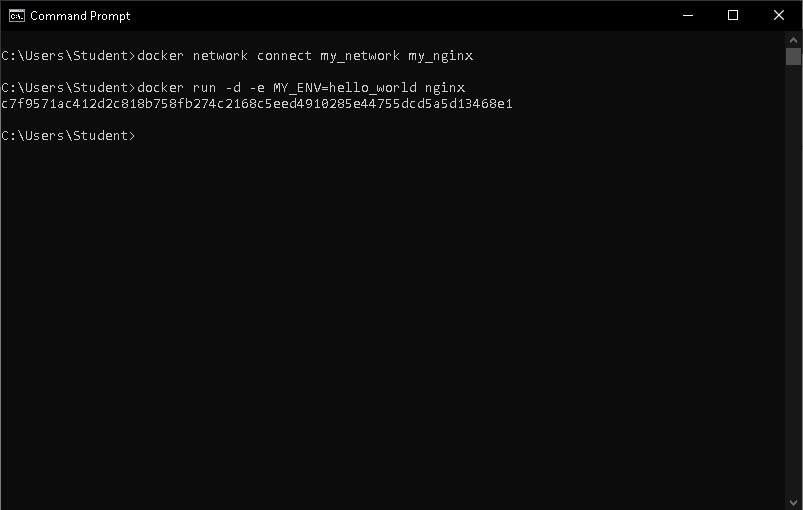 Command Prompt
C:\Users\Student>docker network connect my_network my_nginx
C:\Users\Student>docker run -d -e MY_ENV=hello_world nginx
c7f9571ac412d2c818b758fb274c2168c5eed4910285e44755dcd5a5d13468e1
C:\Users\Student>